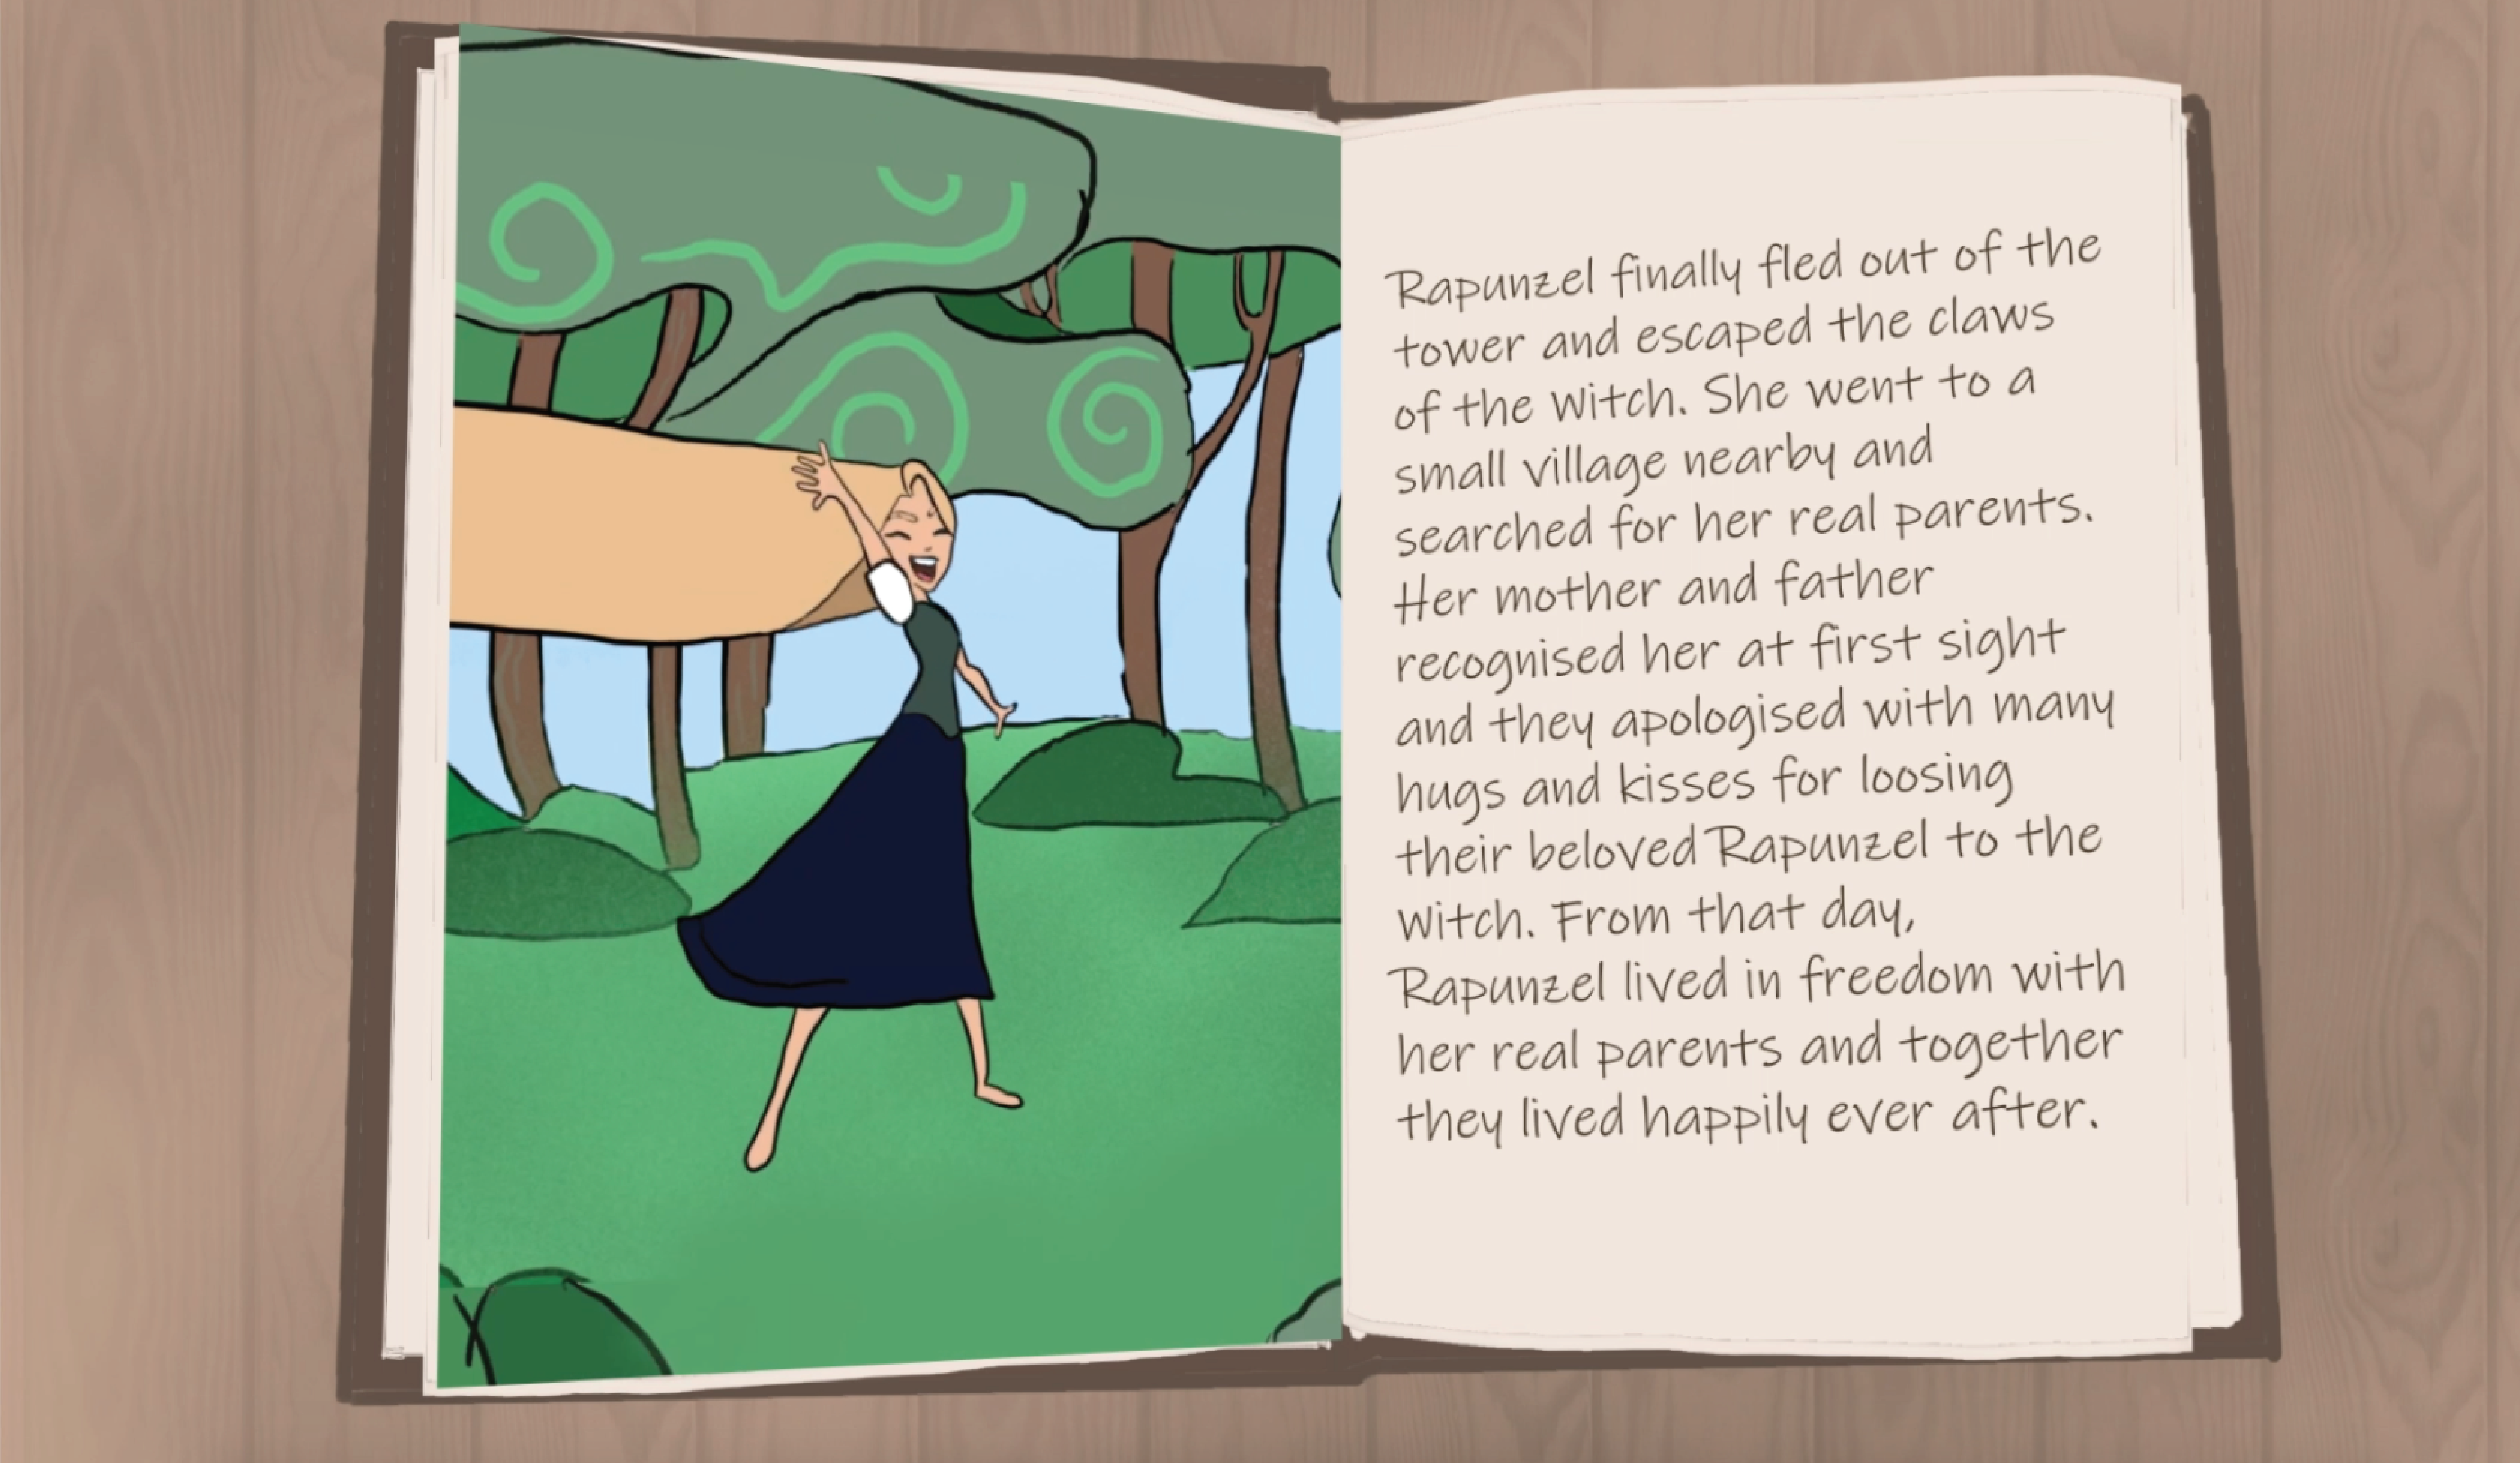 Rapunzel finally fled out of the
tower and escaped the claws
of the witch. She went to a
small village nearby and
searched for her real parents.
Her mother and father
recognised her at first sight
and they apologised with many
hugs and kisses for loosing
their beloved Rapunzel to the
witch. From that day,
Rapunzel lived in freedom with
her real parents and together
they lived happily ever after.